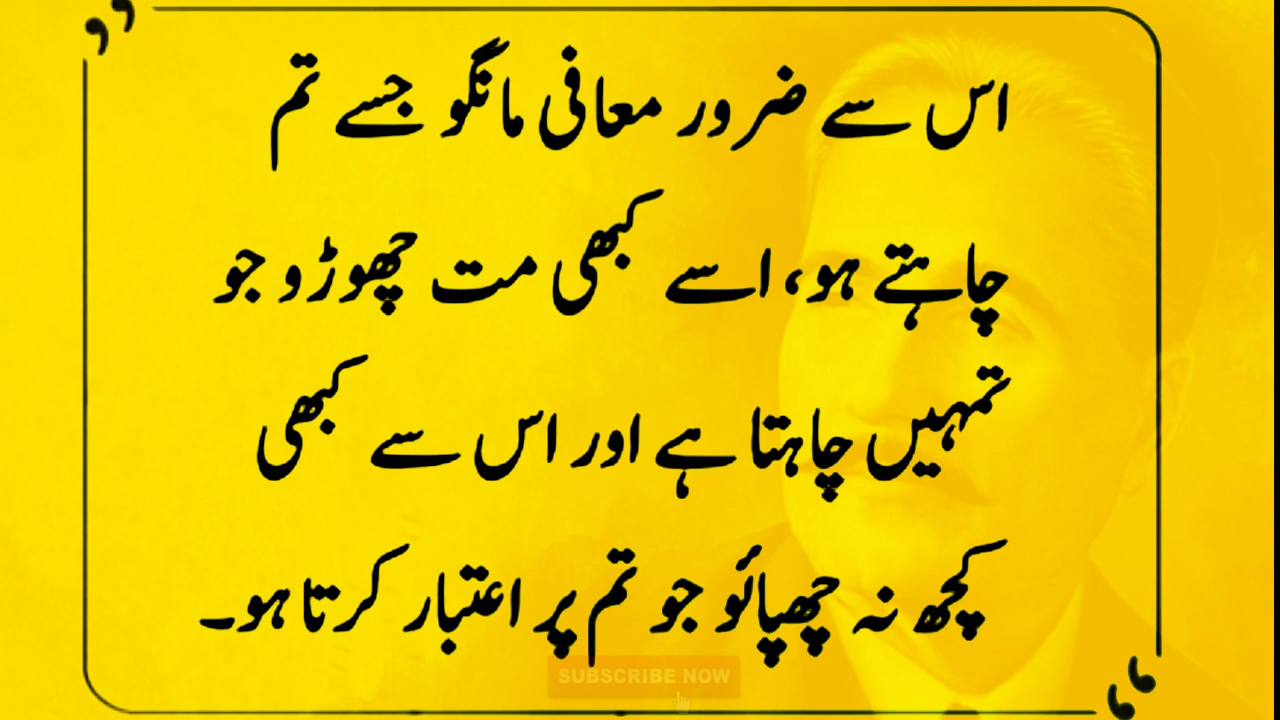 اس سے ضرور معافی مانگو جسے تم
چاہتے ہو، اسے کبھی مت چھوڑو جو
تمہیں چاہتا ہے اور اس سے کبھی
کچھ نہ چھپائو جو تم پر اعتبار کرتا ہو۔
SUBSCRIBE NOW